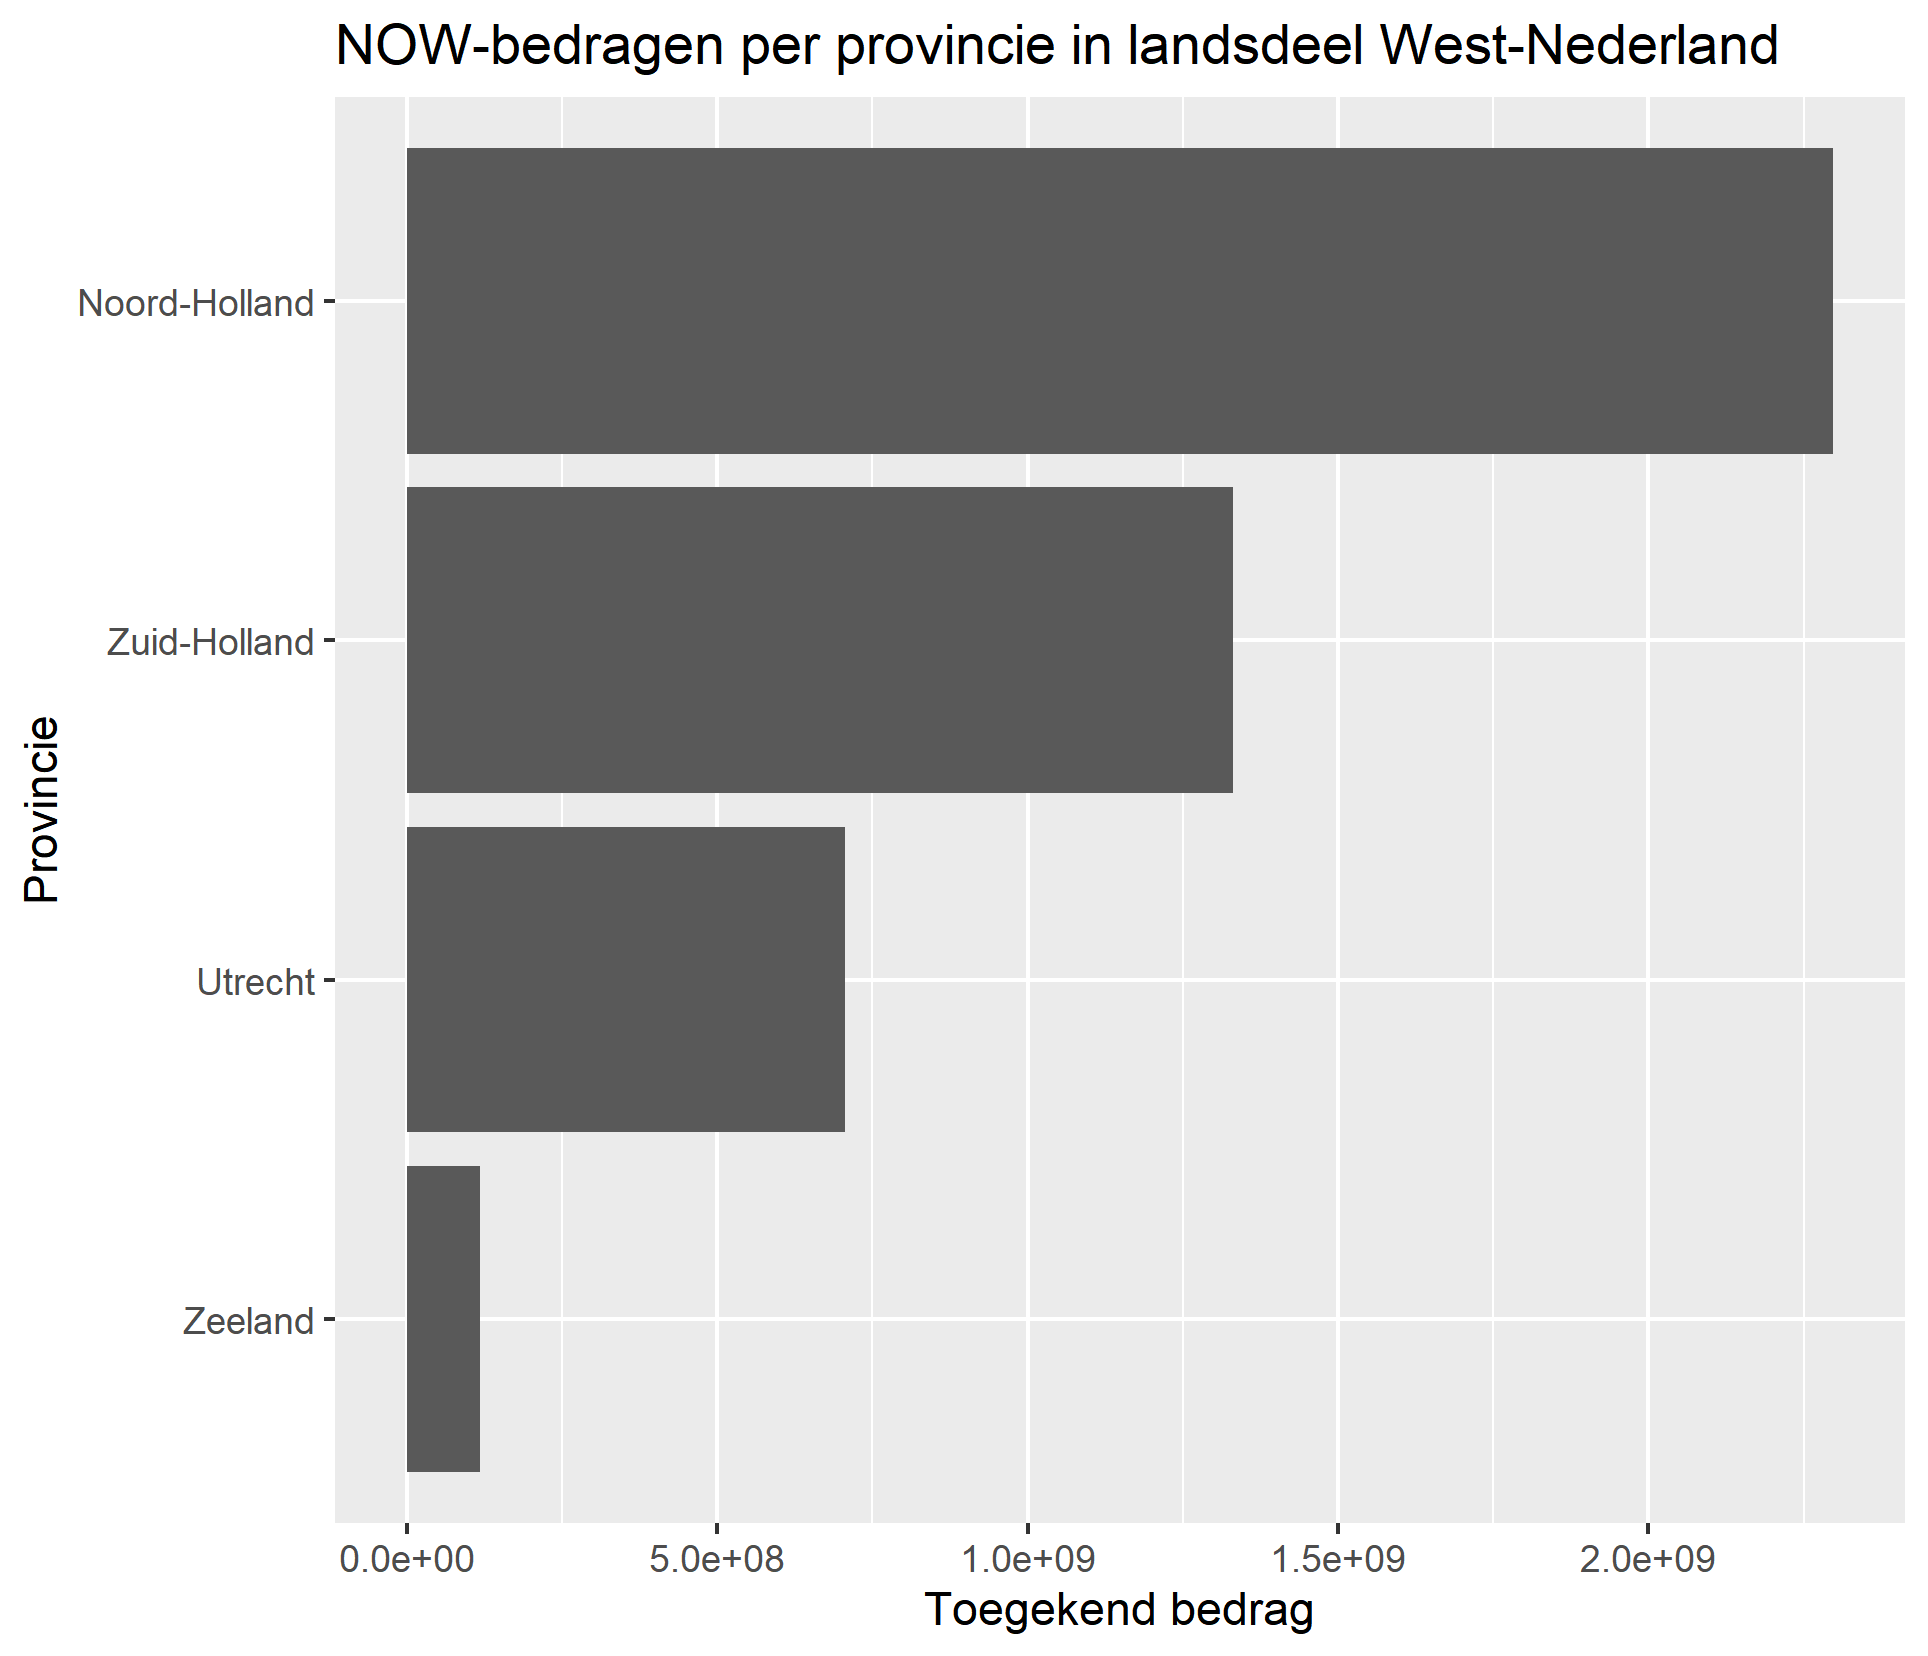 NOW-bedragen per provincie in landsdeel West-Nederland
Provincie
Noord-Holland
Zuid-Holland
Utrecht
Zeeland
0.0e+00 5.0e+08 1.0e+09 1.5e+09 2.0e+09
Toegekend bedrag